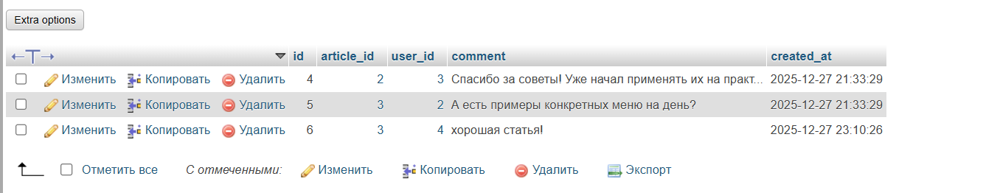 Extra options
id article_id user_id comment created_at
Изменить Копировать Удалить 4 2 3 Спасибо за советы! Уже начал применять их на практ... 2025-12-27 21:33:29
Изменить Копировать Удалить 5 3 2 А есть примеры конкретных меню на день? 2025-12-27 21:33:29
Изменить Копировать Удалить 6 3 4 хорошая статья! 2025-12-27 23:10:26
Отметить все С отмеченными: Изменить Копировать Удалить Экспорт